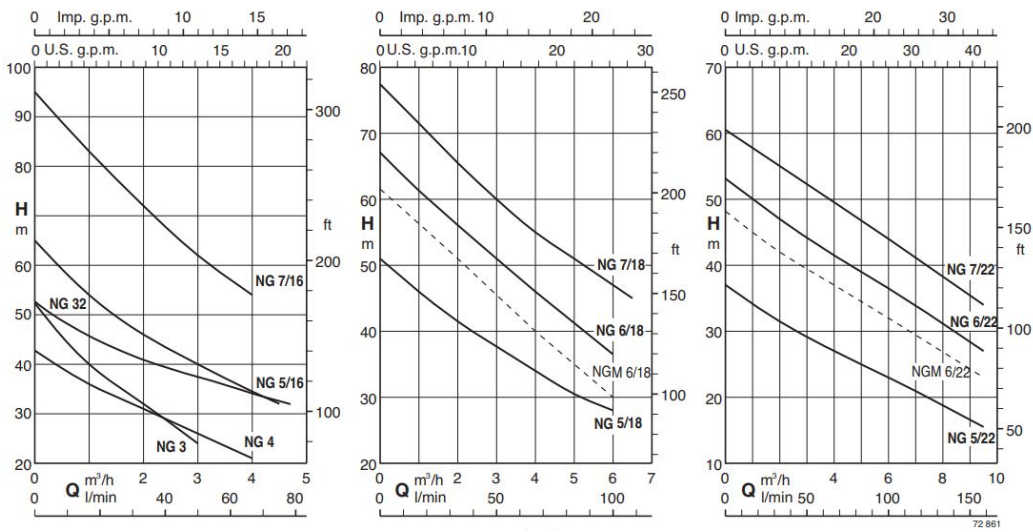 0 Imp. g.p.m. 10 15
0 U.S. g.p.m. 10 15 20
100
90
80
H
m
60
50
40
30
20
300
ft
200
100
NG 7/16
NG 32
NG 5/16
NG 3
NG 4
0 1 2 3 4 5
Q m³/h
l/min
0 40 60 80
0 Imp. g.p.m. 10 20
0 U.S. g.p.m. 10 20 30
80
70
60
H
m
50
40
30
20
250
200
ft
150
100
NG 7/18
NG 6/18
NGM 6/18
NG 5/18
0 1 2 3 4 5 6 7
Q m³/h
l/min
0 50 100
0 Imp. g.p.m. 20 30
0 U.S. g.p.m. 20 30 40
70
60
50
H
m
40
30
20
10
200
150
ft
100
50
NG 7/22
NG 6/22
NGM 6/22
NG 5/22
0 2 4 6 8 10
Q m³/h
l/min
0 50 100 150
72 861